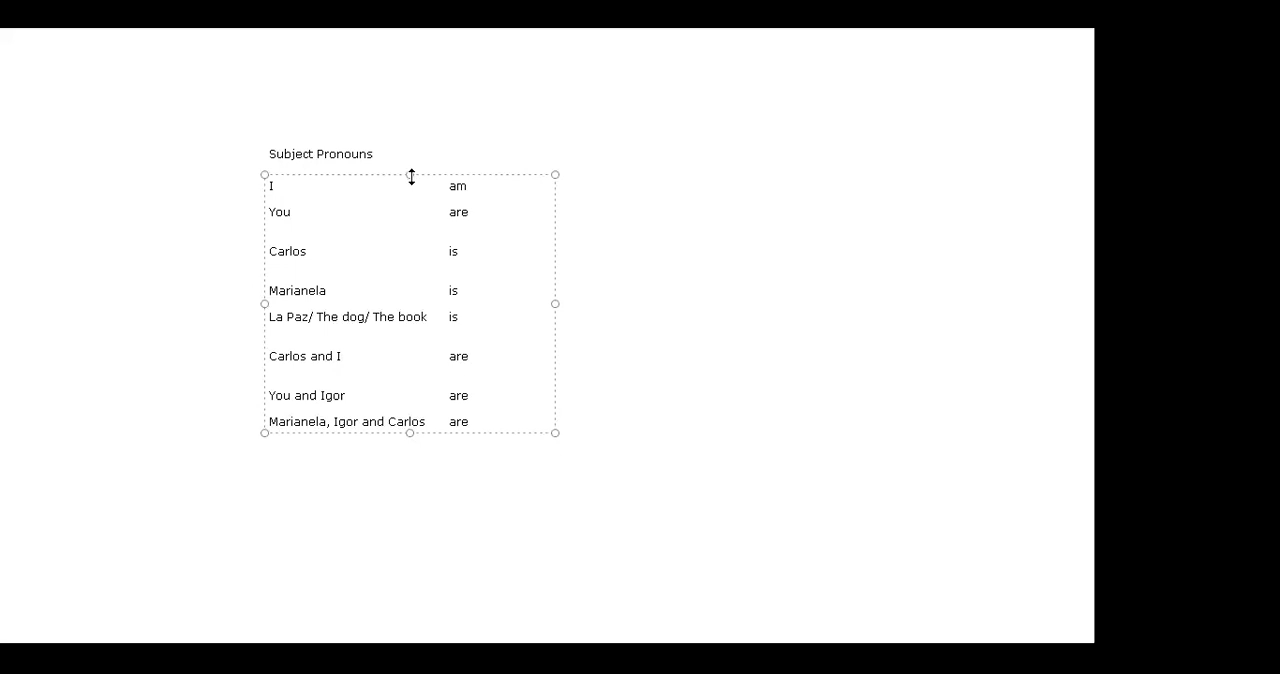 Subject Pronouns
I am
You are
Carlos is
Marianela is
La Paz/ The dog/ The book is
Carlos and I are
You and Igor are
Marianela, Igor and Carlos are